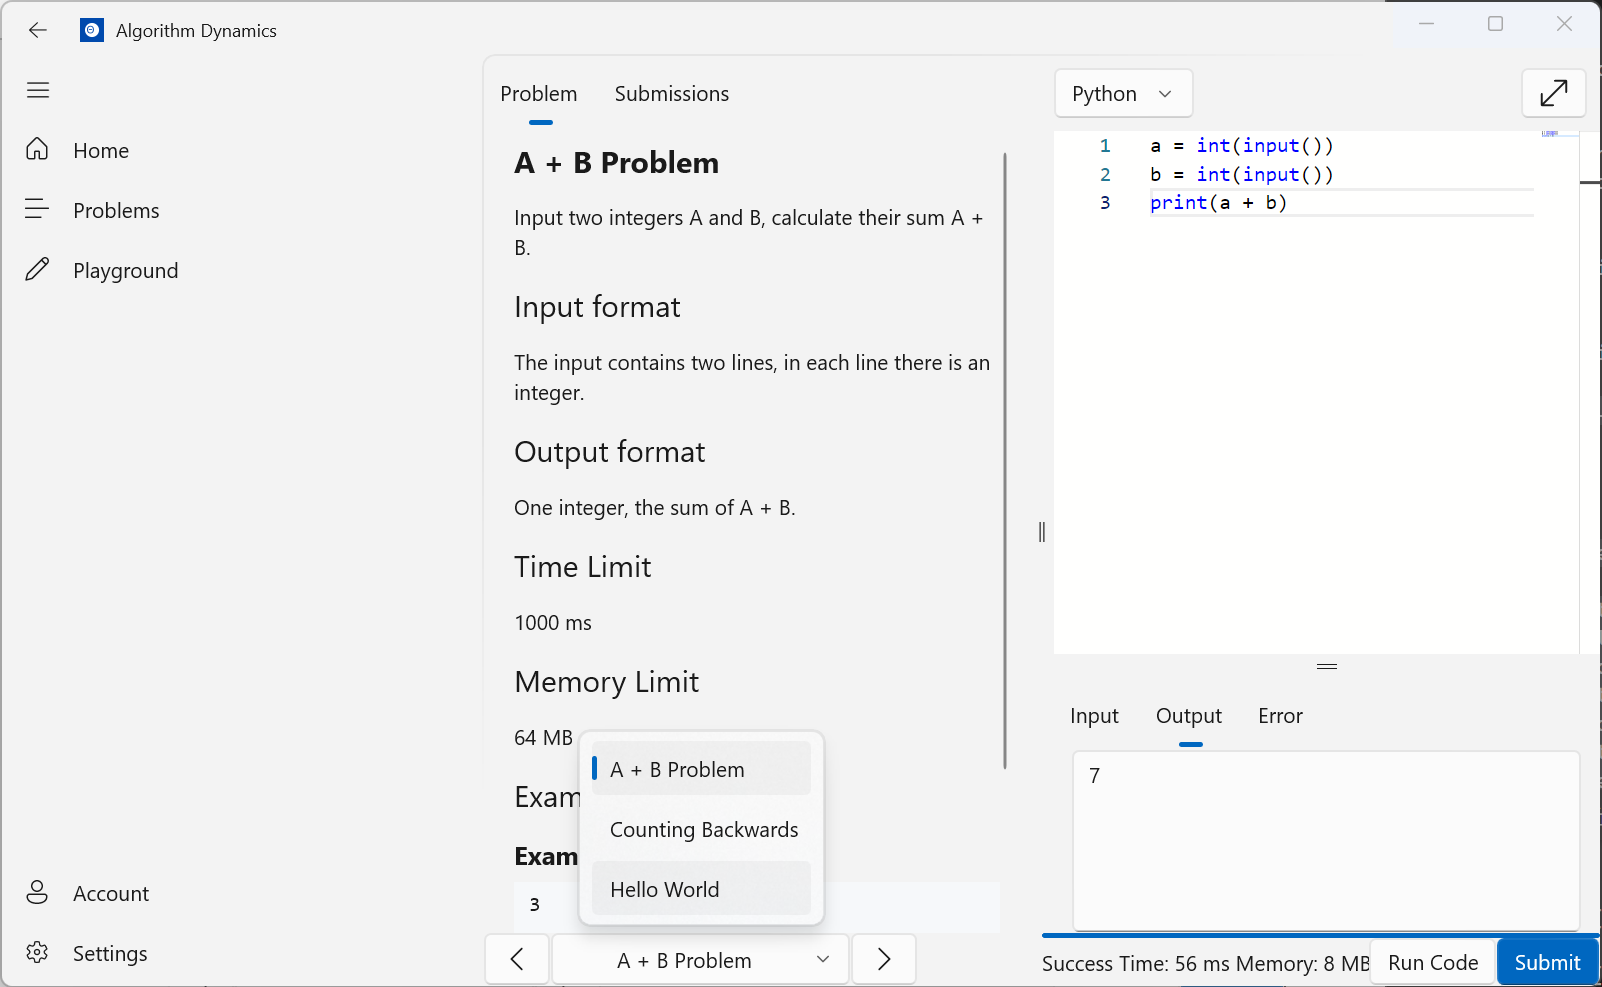 Algorithm Dynamics
Home
Problems
Playground
Account
Settings
Problem Submissions
A + B Problem
Input two integers A and B, calculate their sum A +
B.
Input format
The input contains two lines, in each line there is an
integer.
Output format
One integer, the sum of A + B.
Time Limit
1000 ms
Memory Limit
64 MB
Exam
Exam
3
A + B Problem
Counting Backwards
Hello World
A + B Problem
Python
1 a = int(input())
2 b = int(input())
3 print(a + b)
Input Output Error
7
Success Time: 56 ms Memory: 8 MB
Run Code
Submit